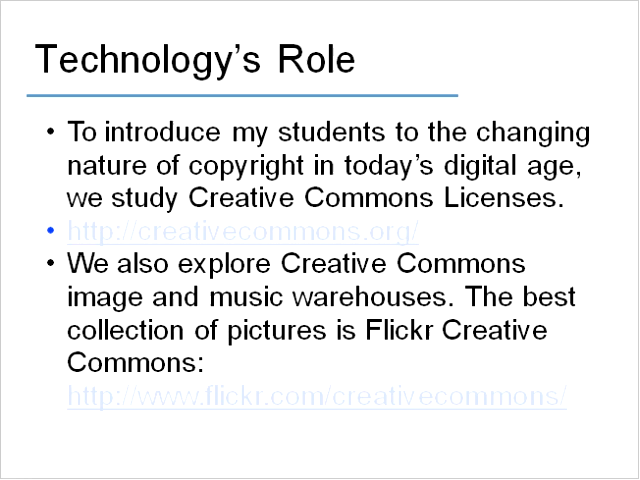 Technology’s Role
• To introduce my students to the changing
nature of copyright in today’s digital age,
we study Creative Commons Licenses.
• http://creativecommons.org/
• We also explore Creative Commons
image and music warehouses. The best
collection of pictures is Flickr Creative
Commons:
http://www.flickr.com/creativecommons/